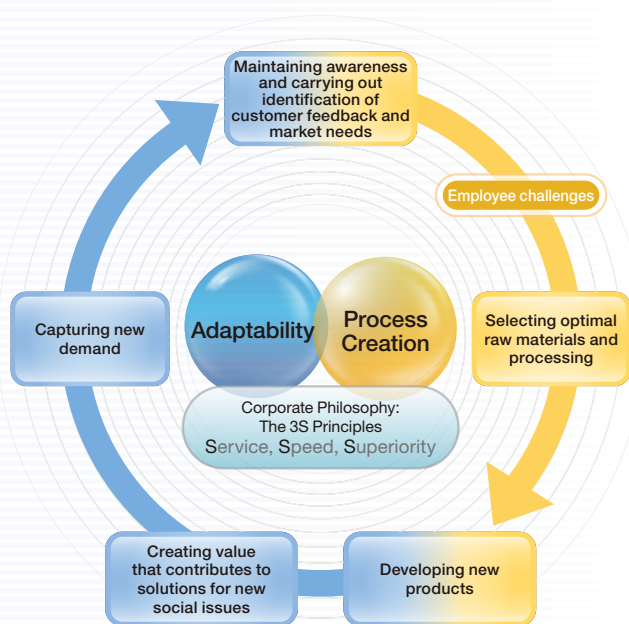 Maintaining awareness
and carrying out
identification of
customer feedback and
market needs
Employee challenges
Capturing new
demand
Adaptability
Process
Creation
Selecting optimal
raw materials and
processing
Corporate Philosophy:
The 3S Principles
Service, Speed, Superiority
Creating value
that contributes to
solutions for new
social issues
Developing new
products